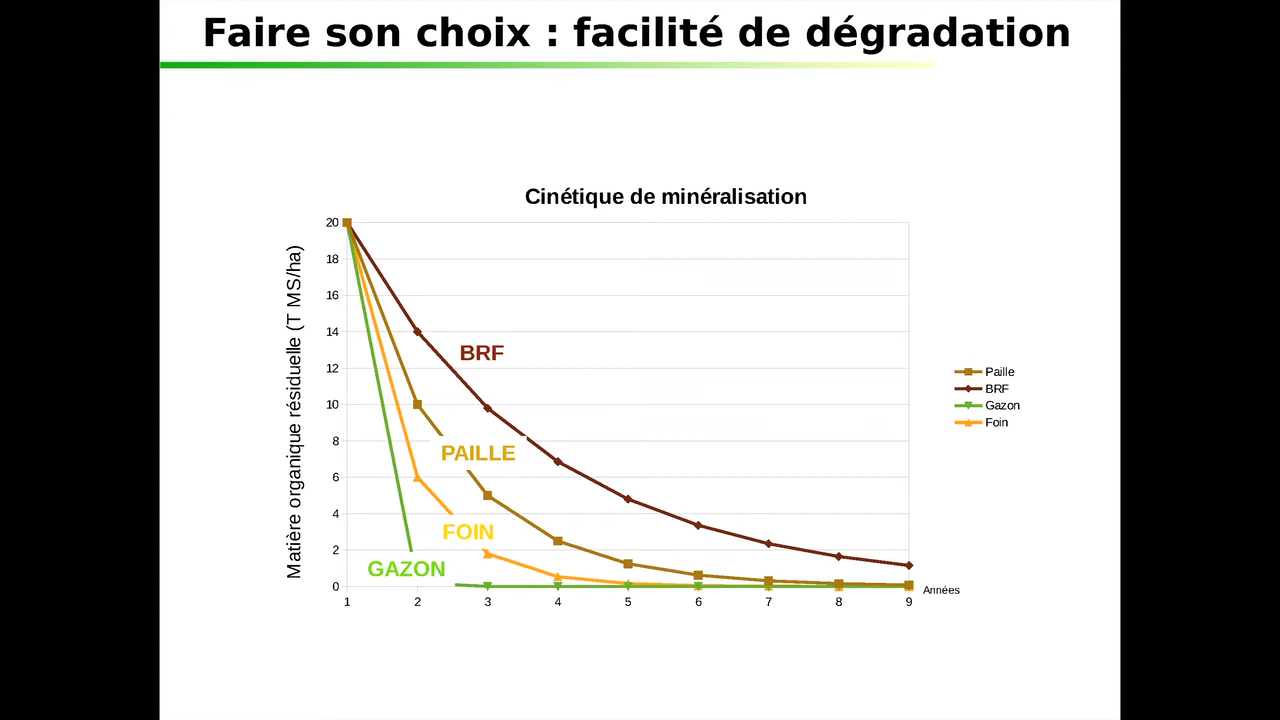 Faire son choix : facilité de dégradation
Cinétique de minéralisation
Matière organique résiduelle (T MS/ha)
20
18
16
14
12
10
8
6
4
2
0
BRF
PAILLE
FOIN
GAZON
1 2 3 4 5 6 7 8 9
Années
Paille
BRF
Gazon
Foin